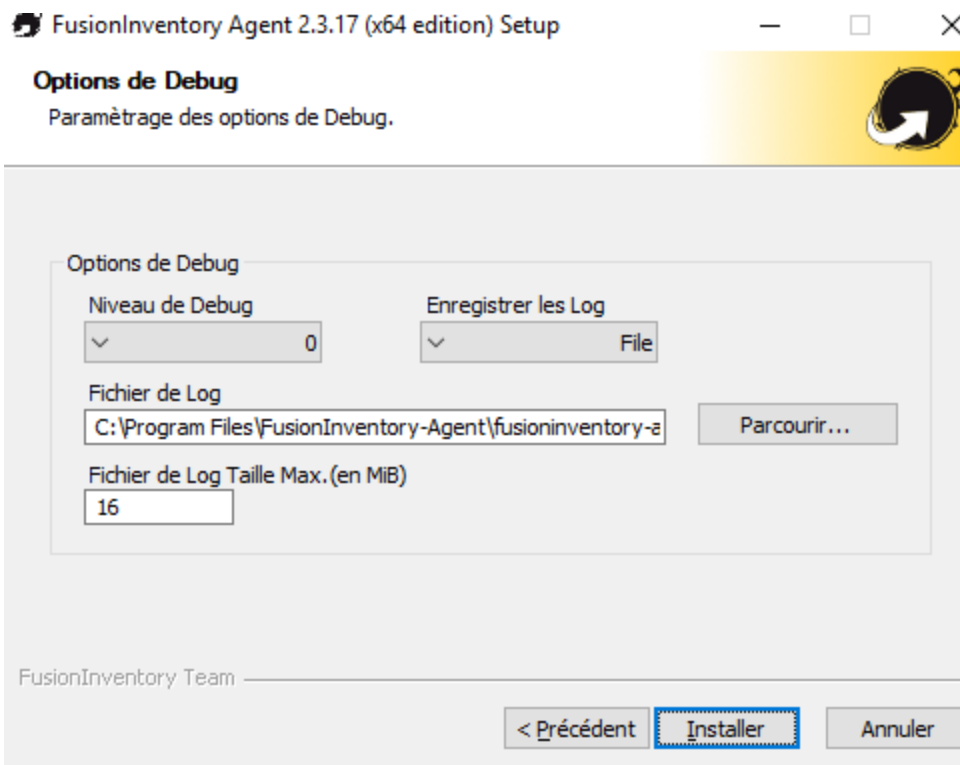 FusionInventory Agent 2.3.17 (x64 edition) Setup
Options de Debug
Paramètrage des options de Debug.
Options de Debug
Niveau de Debug
Enregistrer les Log
0
File
Fichier de Log
C:\Program Files\FusionInventory-Agent\fusioninventory-a
Parcourir...
Fichier de Log Taille Max.(en MiB)
16
FusionInventory Team
< Précédent
Installer
Annuler